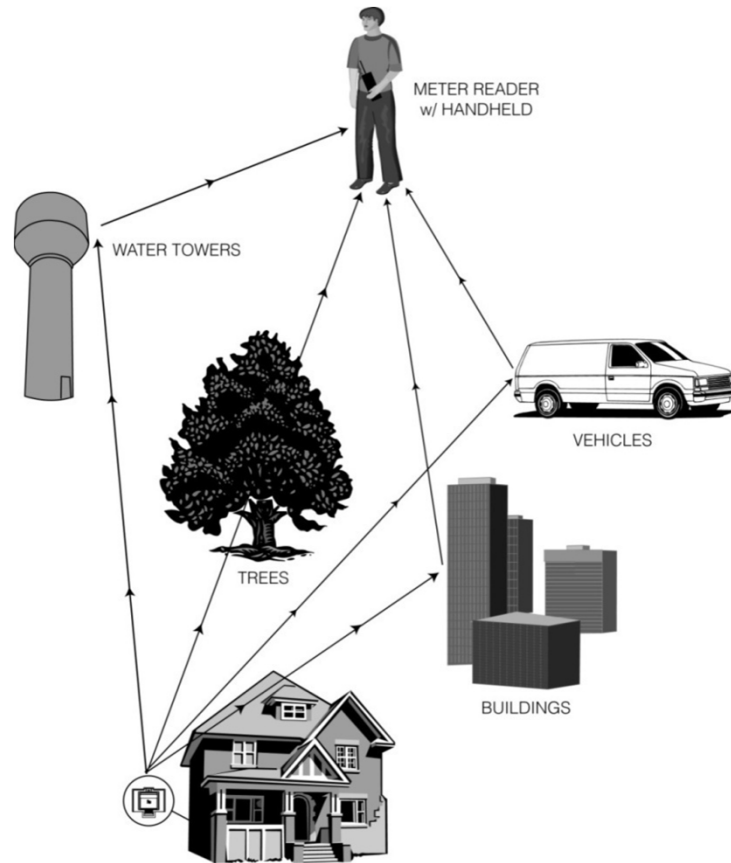 METER READER
w/ HANDHELD
WATER TOWERS
VEHICLES
TREES
BUILDINGS